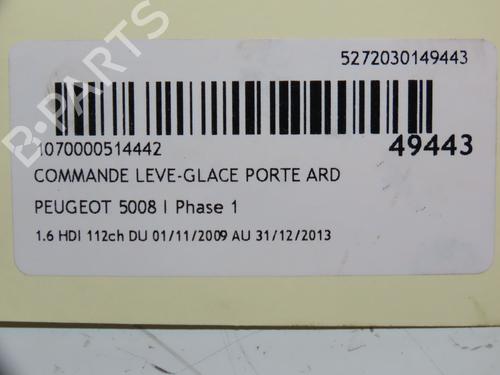 5272030149443
1070000514442
49443
COMMANDE LEVE-GLACE PORTE ARD
PEUGEOT 5008 I Phase 1
1.6 HDI 112ch DU 01/11/2009 AU 31/12/2013
B-PARTS